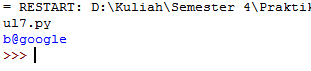 = RESTART: D:\Kuliah\Semester 4\Prakti
ul7.py
b@google
>>>